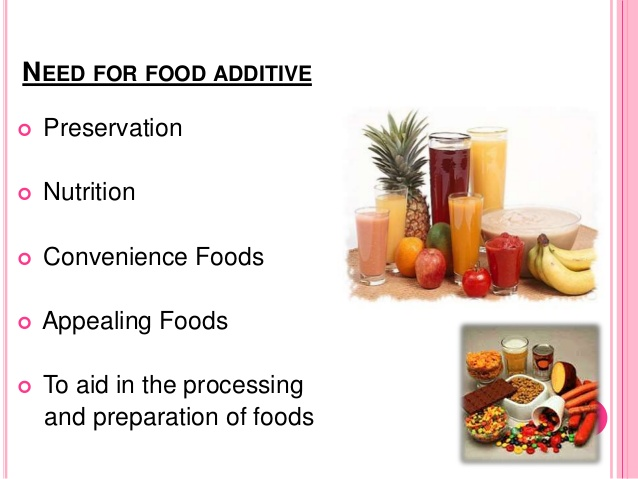 NEED FOR FOOD ADDITIVE
Preservation
Nutrition
Convenience Foods
Appealing Foods
To aid in the processing
and preparation of foods